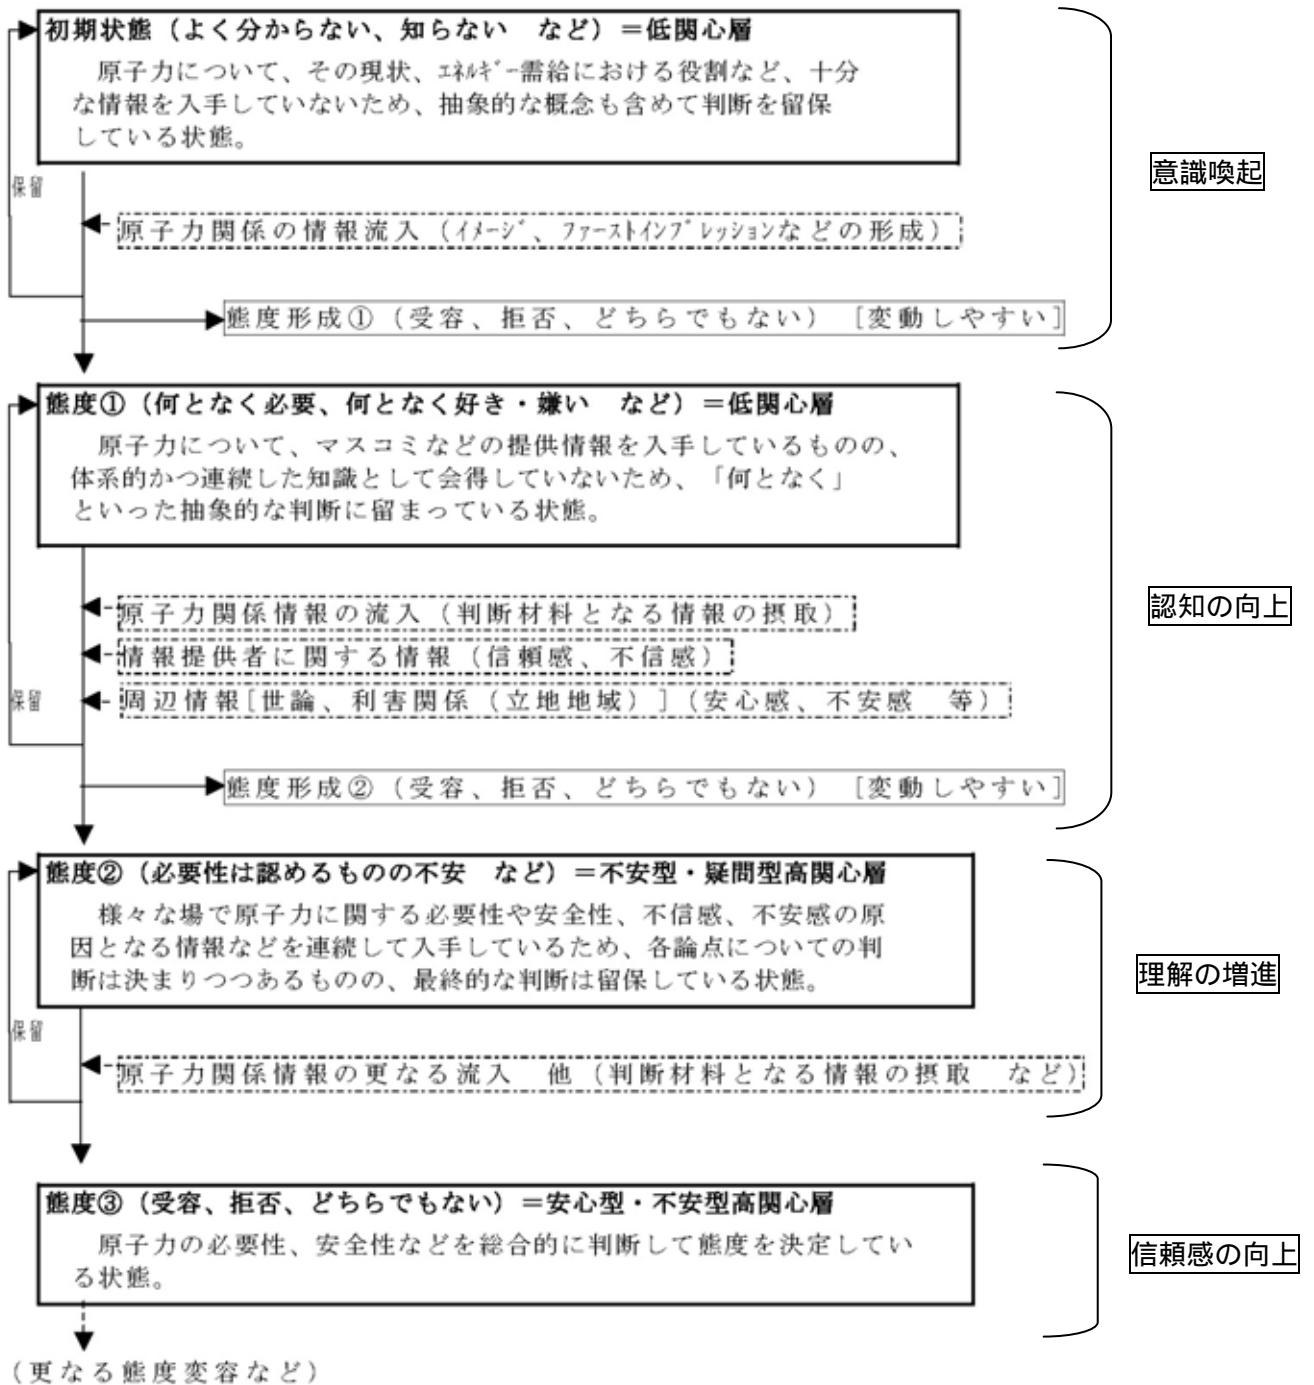 初期状態（よく分からない、知らない　など）＝低関心層
原子力について、その現状、ｴﾈﾙｷﾞｰ需給における役割など、十分
な情報を入手していないため、抽象的な概念も含めて判断を留保
している状態。
意識喚起
保留
原子力関係の情報流入（ｲﾒｰｼﾞ、ﾌｧｰｽﾄｲﾝﾌﾟﾚｯｼｮﾝなどの形成）
態度形成①（受容、拒否、どちらでもない）［変動しやすい］
態度①（何となく必要、何となく好き・嫌い　など）＝低関心層
原子力について、マスコミなどの提供情報を入手しているものの、
体系的かつ連続した知識として会得していないため、「何となく」
といった抽象的な判断に留まっている状態。
認知の向上
原子力関係情報の流入（判断材料となる情報の摂取）
情報提供者に関する情報（信頼感、不信感）
保留
周辺情報［世論、利害関係（立地地域）］（安心感、不安感　等）
態度形成②（受容、拒否、どちらでもない）［変動しやすい］
態度②（必要性は認めるものの不安　など）＝不安型・疑問型高関心層
様々な場で原子力に関する必要性や安全性、不信感、不安感の原
因となる情報などを連続して入手しているため、各論点についての判
断は決まりつつあるものの、最終的な判断は留保している状態。
理解の増進
保留
原子力関係情報の更なる流入　他（判断材料となる情報の摂取　など）
態度③（受容、拒否、どちらでもない）＝安心型・不安型高関心層
原子力の必要性、安全性などを総合的に判断して態度を決定してい
る状態。
信頼感の向上
（更なる態度変容など）